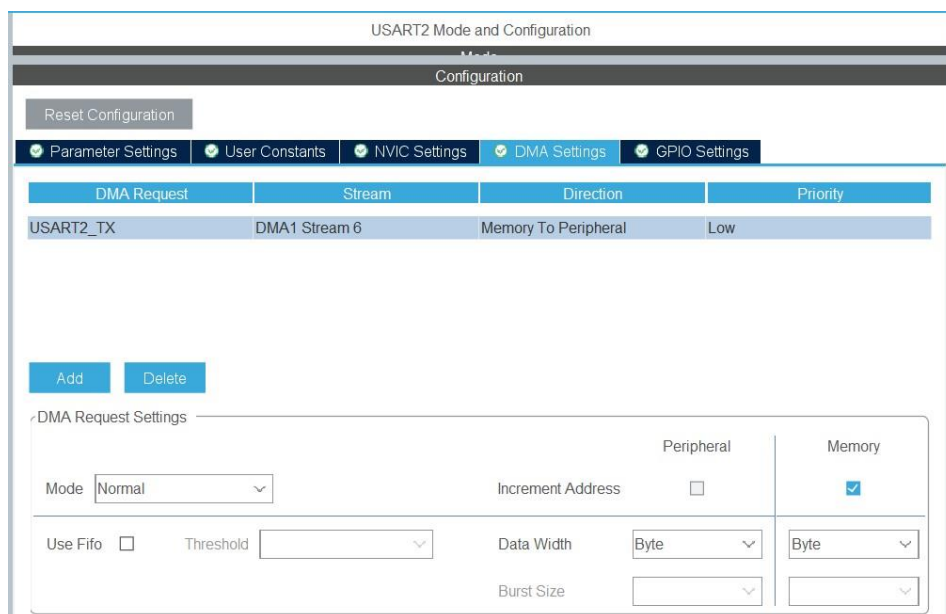 USART2 Mode and Configuration
Configuration
Reset Configuration
Parameter Settings User Constants NVIC Settings DMA Settings GPIO Settings
DMA Request Stream Direction Priority
USART2_TX DMA1 Stream 6 Memory To Peripheral Low
Add Delete
DMA Request Settings
Peripheral Memory
Mode Normal Increment Address
Use Fifo Threshold Data Width Byte Byte
Burst Size